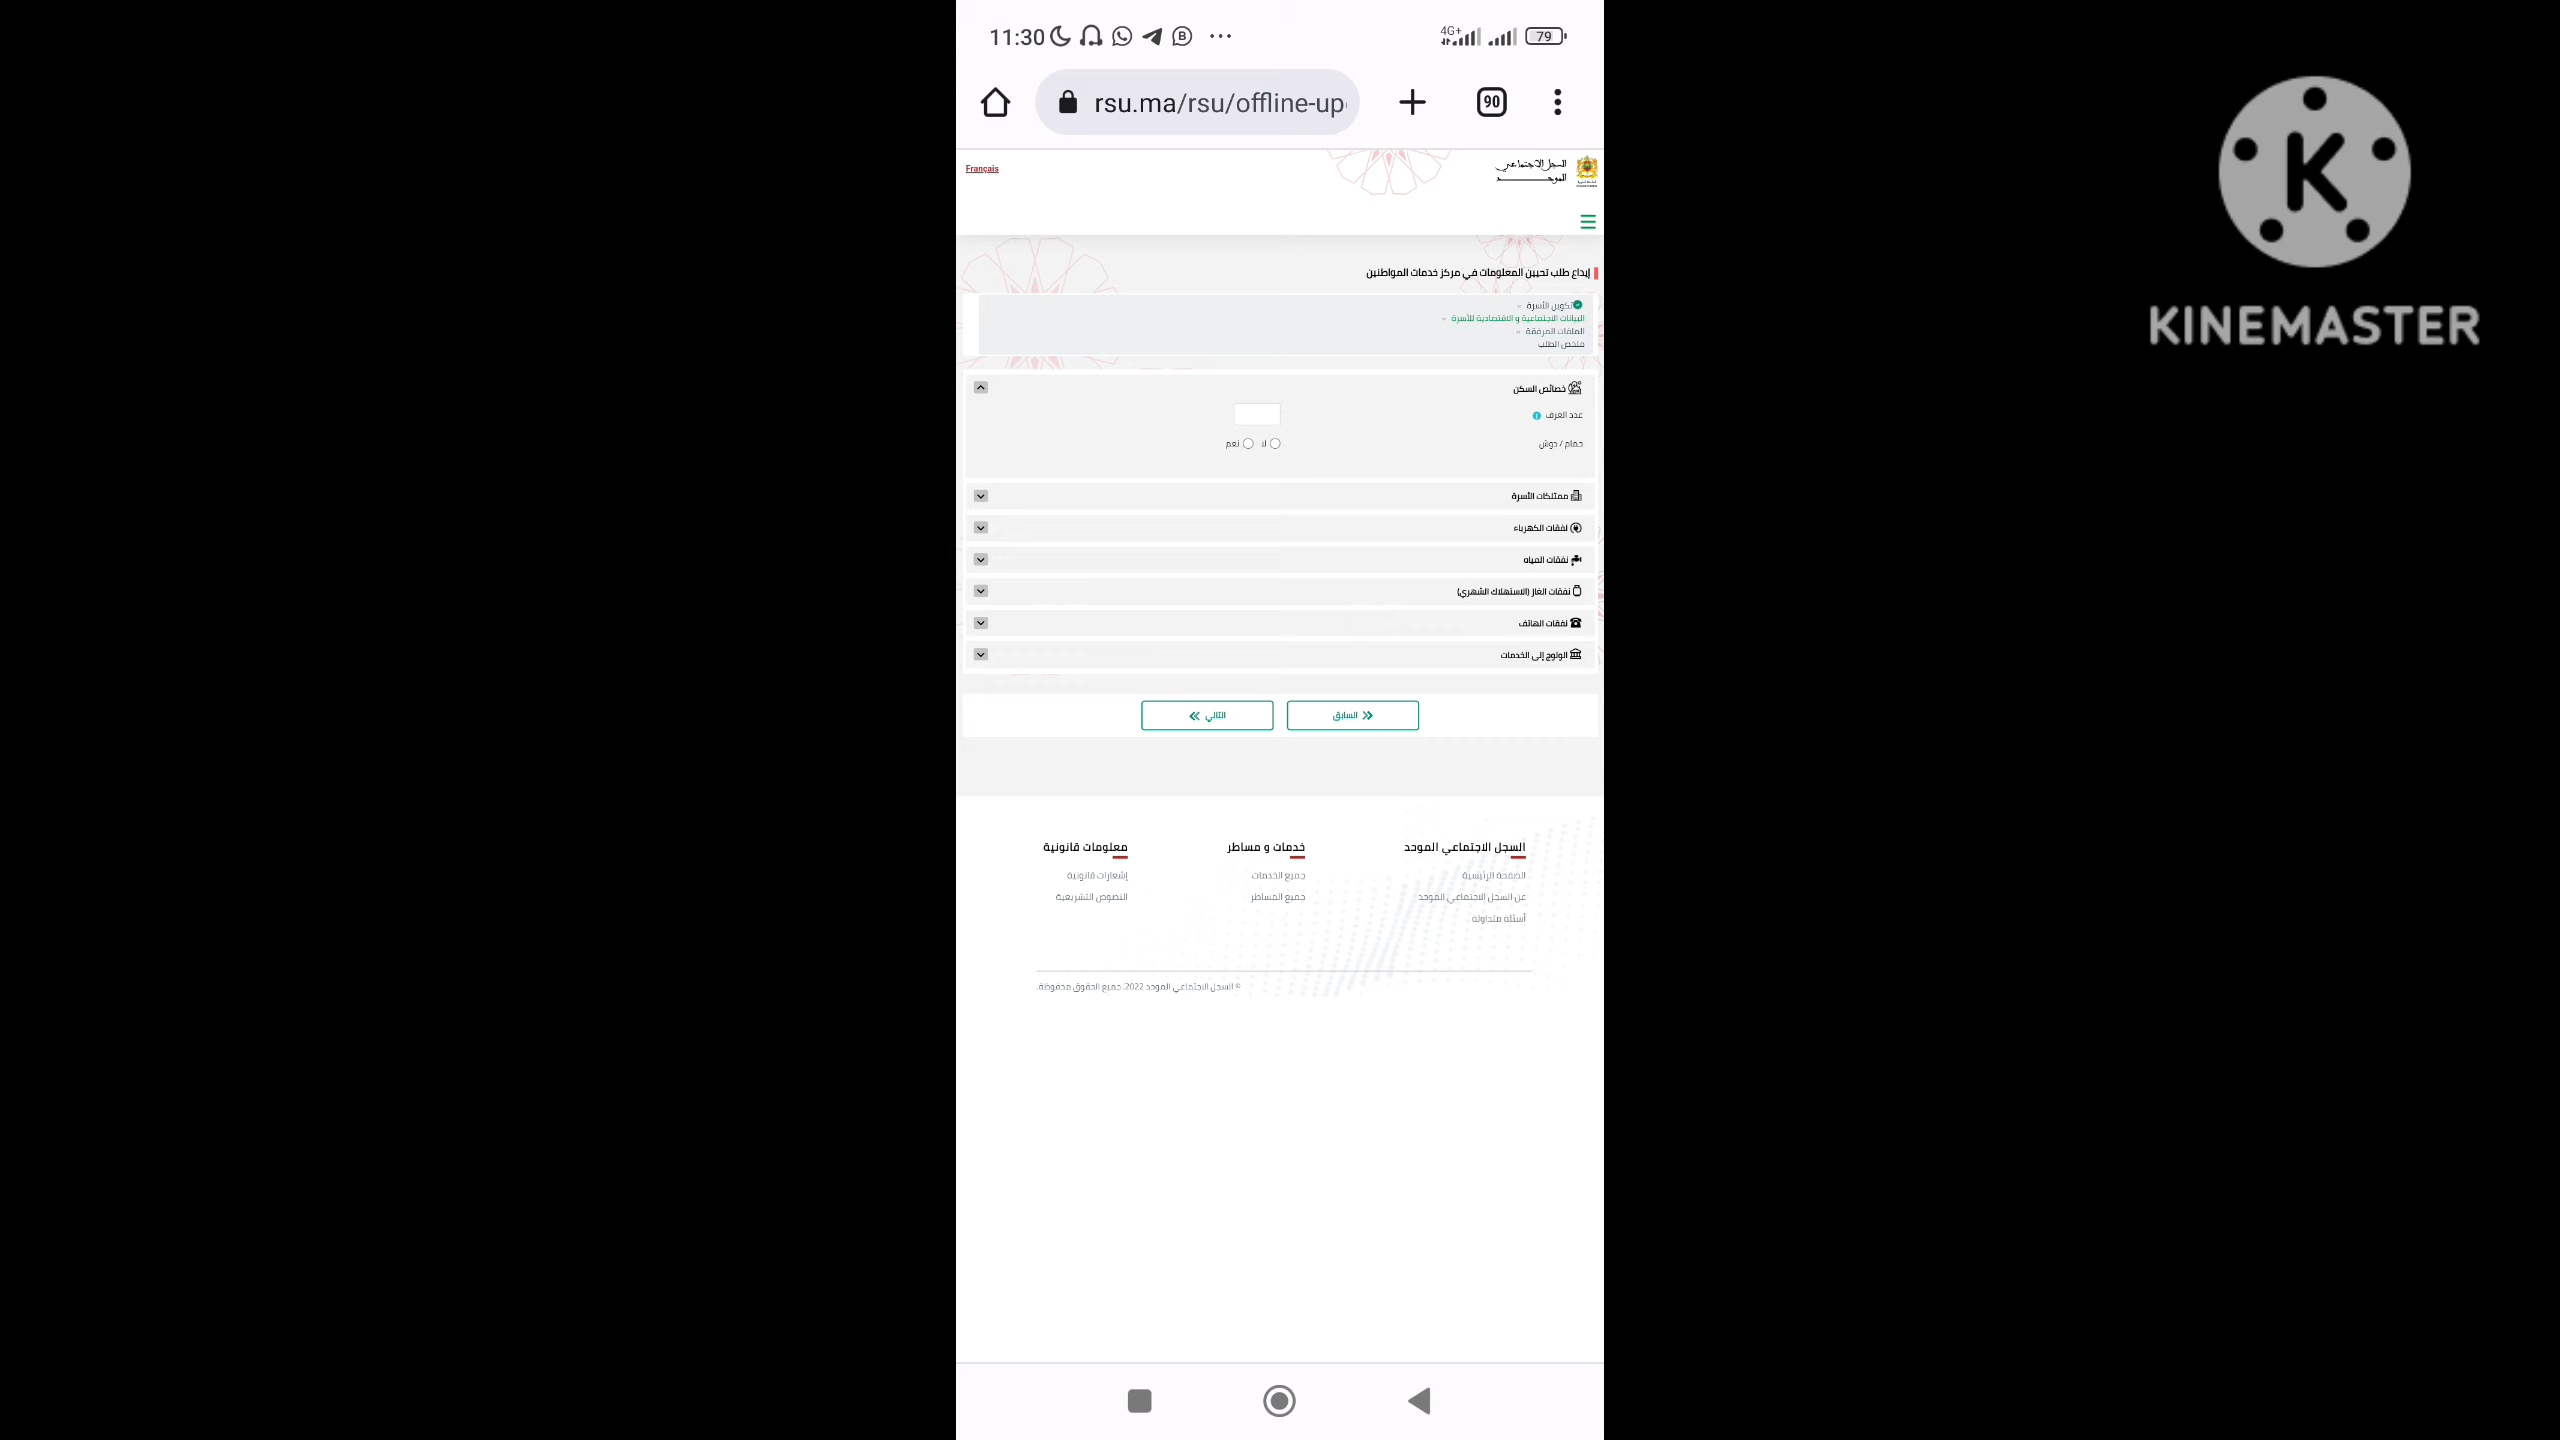 11:30
4G+
79
rsu.ma/rsu/offline-up
90
Français
السجل الاجتماعي
الموحد
إيداع طلب تحيين المعلومات في مركز خدمات المواطنين
تكوين الأسرة »
البيانات الاجتماعية و الاقتصادية للأسرة »
الملفات المرفقة »
ملخص الطلب
خصائص السكن
عدد الغرف
حمام / دوش
لا نعم
ممتلكات الأسرة
نفقات الكهرباء
نفقات المياه
نفقات الغاز (الاستهلاك الشهري)
نفقات الهاتف
الولوج إلى الخدمات
السابق
التالي
السجل الاجتماعي الموحد
الصفحة الرئيسية
عن السجل الاجتماعي الموحد
أسئلة متداولة
خدمات و مساطر
جميع الخدمات
جميع المساطر
معلومات قانونية
إشعارات قانونية
النصوص التشريعية
© السجل الاجتماعي الموحد 2022. جميع الحقوق محفوظة.
KINEMASTER